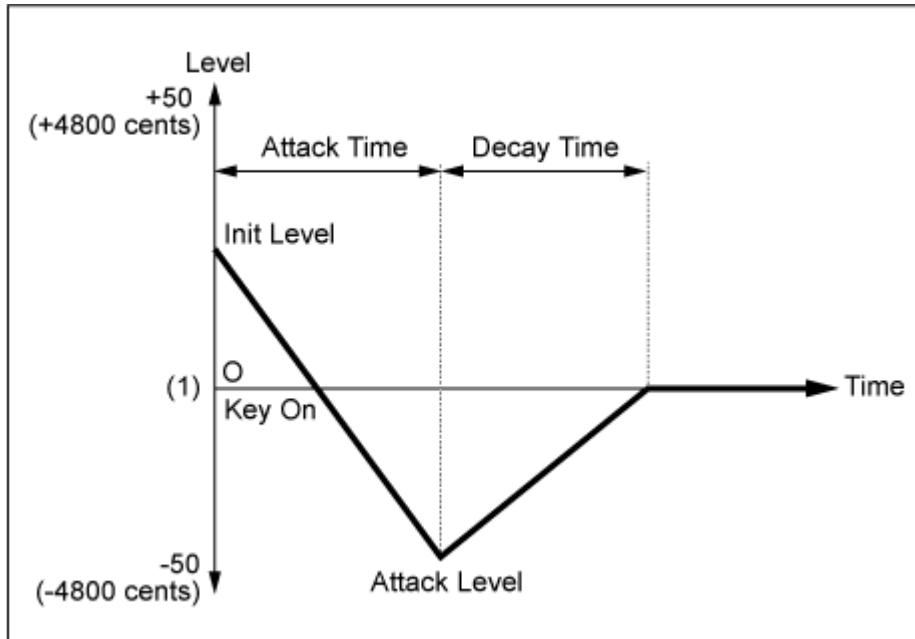 Level
+50
(+4800 cents)
Attack Time
Decay Time
Init Level
(1)
O
Key On
Time
-50
(-4800 cents)
Attack Level